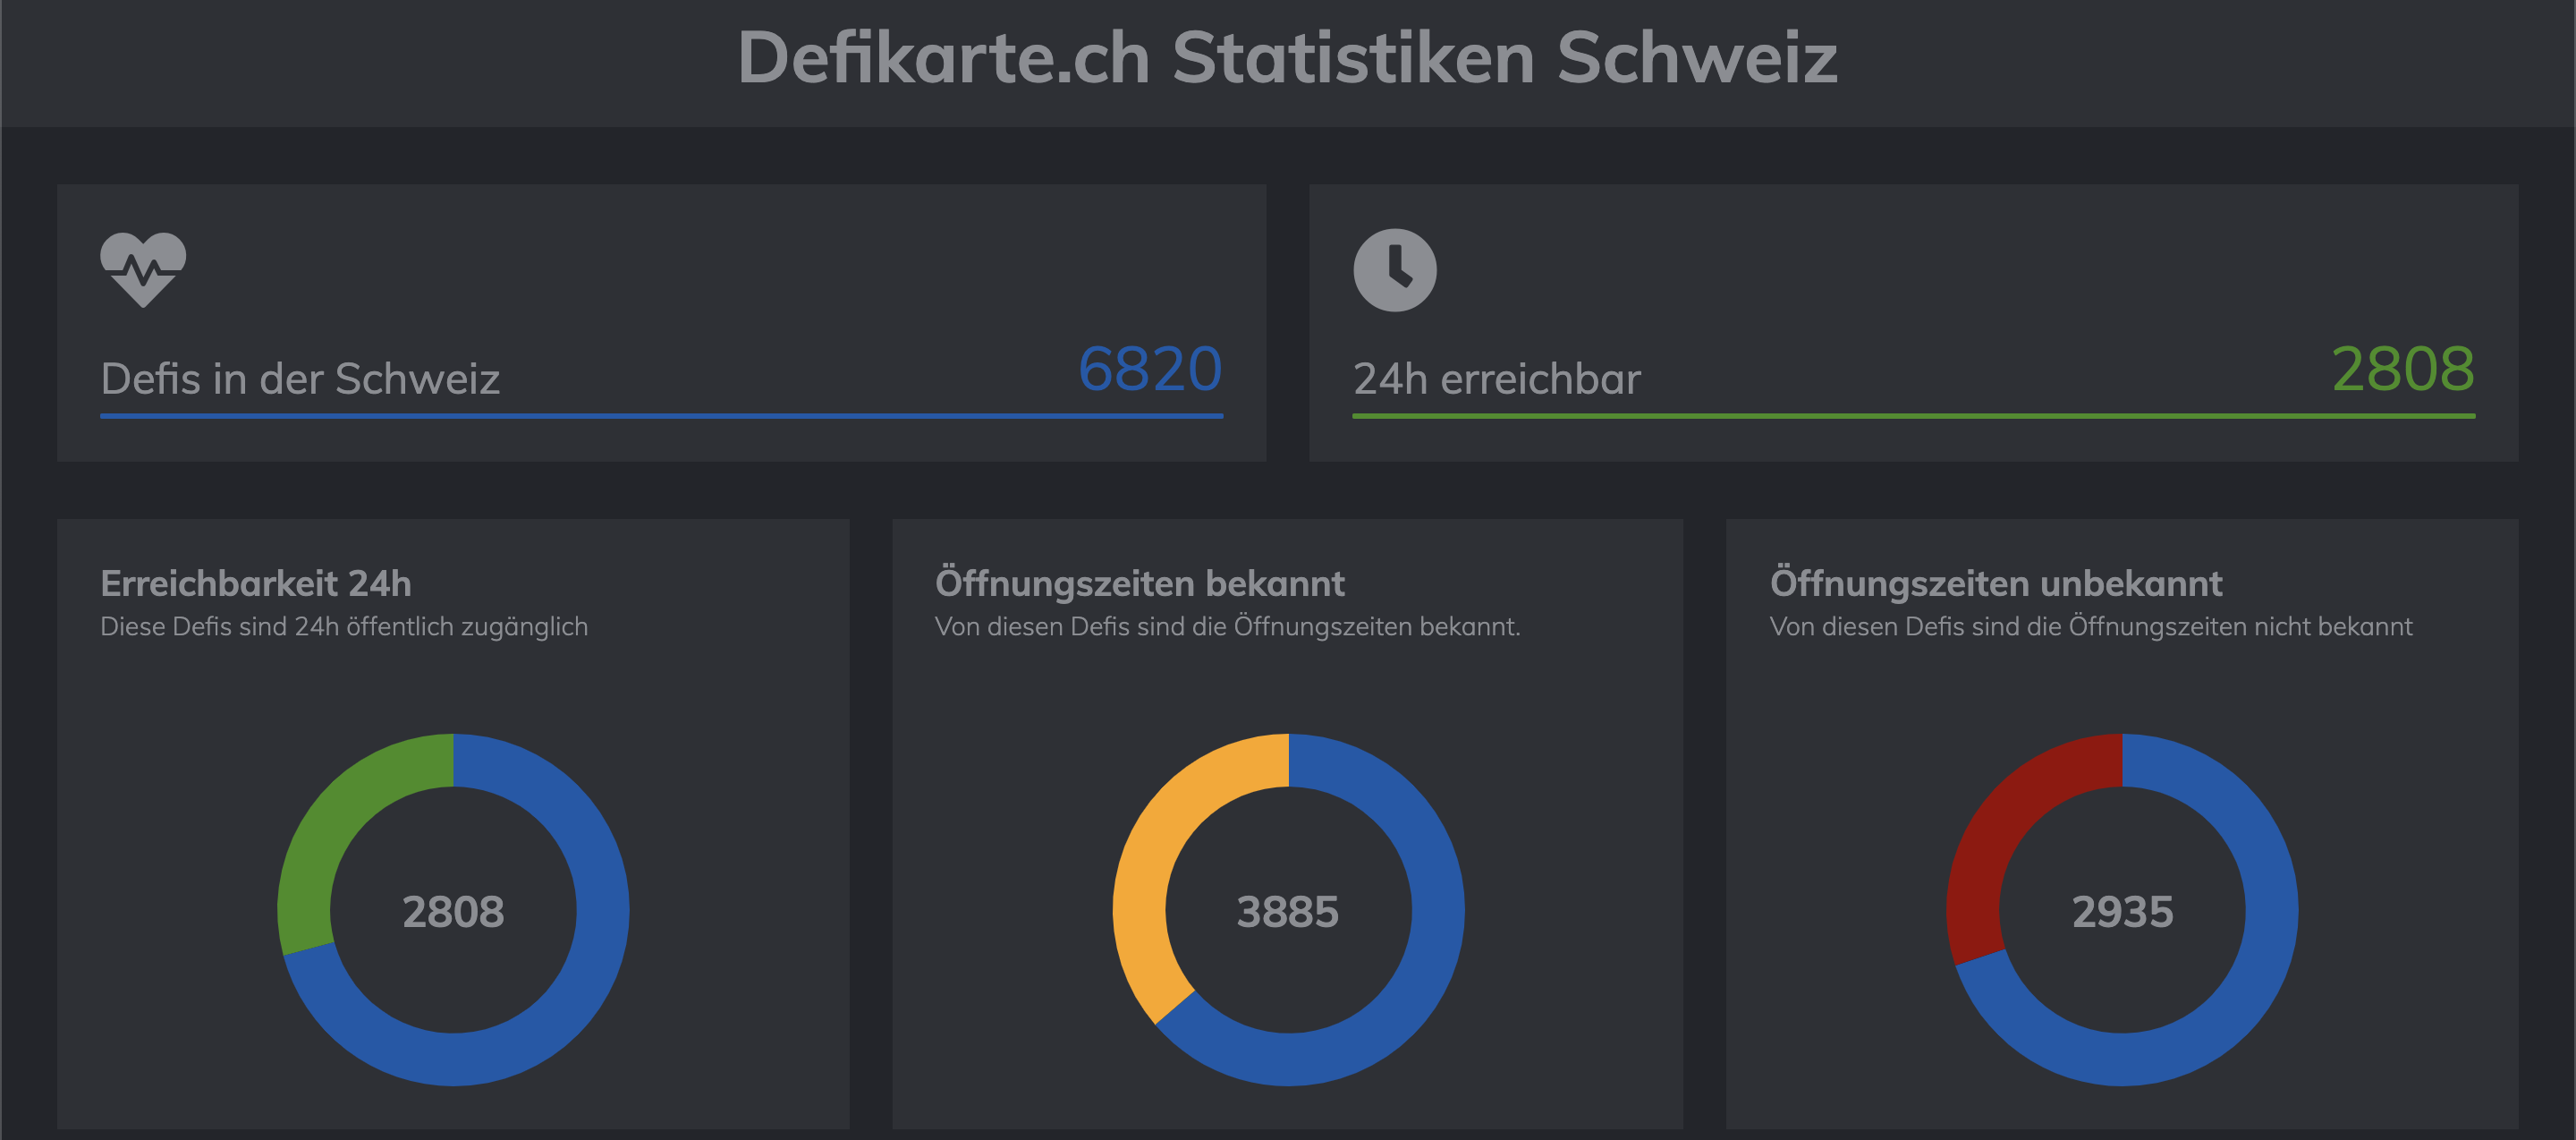 Defikarte.ch Statistiken Schweiz
Defis in der Schweiz 6820
24h erreichbar 2808
Erreichbarkeit 24h
Diese Defis sind 24h öffentlich zugänglich
2808
Öffnungszeiten bekannt
Von diesen Defis sind die Öffnungszeiten bekannt.
3885
Öffnungszeiten unbekannt
Von diesen Defis sind die Öffnungszeiten nicht bekannt
2935